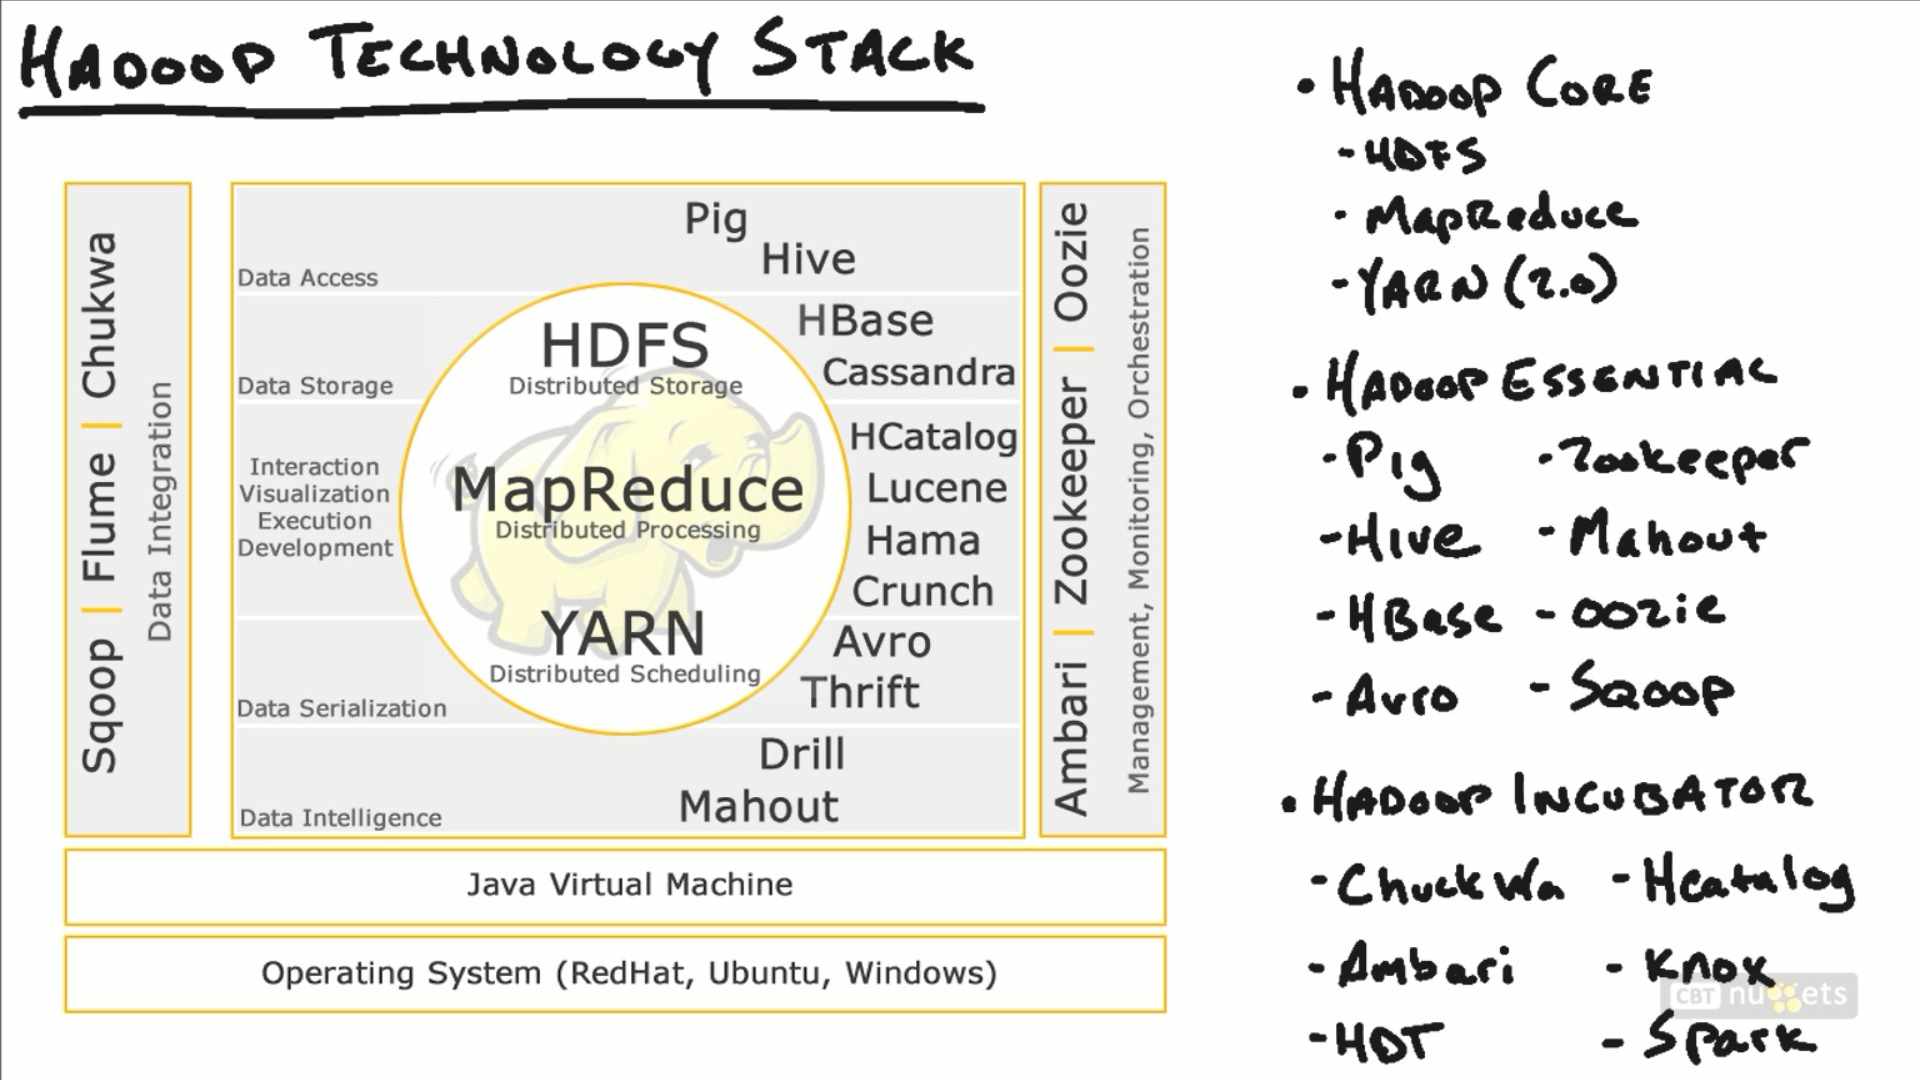 HADOOP TECHNOLOGY STACK
Sqoop | Flume | Chukwa
Data Integration
Pig
Hive
Data Access
HBase
Cassandra
Data Storage
HDFS
Distributed Storage
HCatalog
Lucene
Hama
Crunch
Interaction
Visualization
Execution
Development
MapReduce
Distributed Processing
YARN
Distributed Scheduling
Avro
Thrift
Data Serialization
Drill
Mahout
Data Intelligence
Ambari | Zookeeper | Oozie
Management, Monitoring, Orchestration
Java Virtual Machine
Operating System (RedHat, Ubuntu, Windows)
• HADOOP CORE
- HDFS
- MapReduce
- YARN (2.0)
• HADOOP ESSENTIAL
- Pig - Zookeeper
- Hive - Mahout
- HBase - oozie
- Avro - Sqoop
• HADOOP INCUBATOR
- Chuckwa - Hcatalog
- Ambari - Knox
- HDT - Spark
CBT nuggets